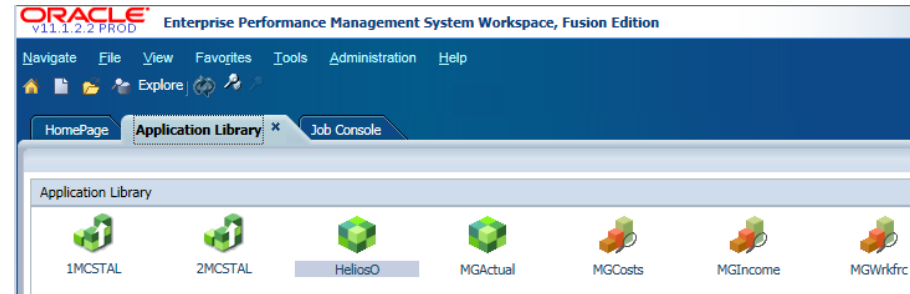 ORACLE
V11.1.2.2 PROD
Enterprise Performance Management System Workspace, Fusion Edition
Navigate File View Favorites Tools Administration Help
Explore
HomePage Application Library × Job Console
Application Library
1MCSTAL 2MCSTAL HeliosO MGActual MGCosts MGIncome MGWrkfrc